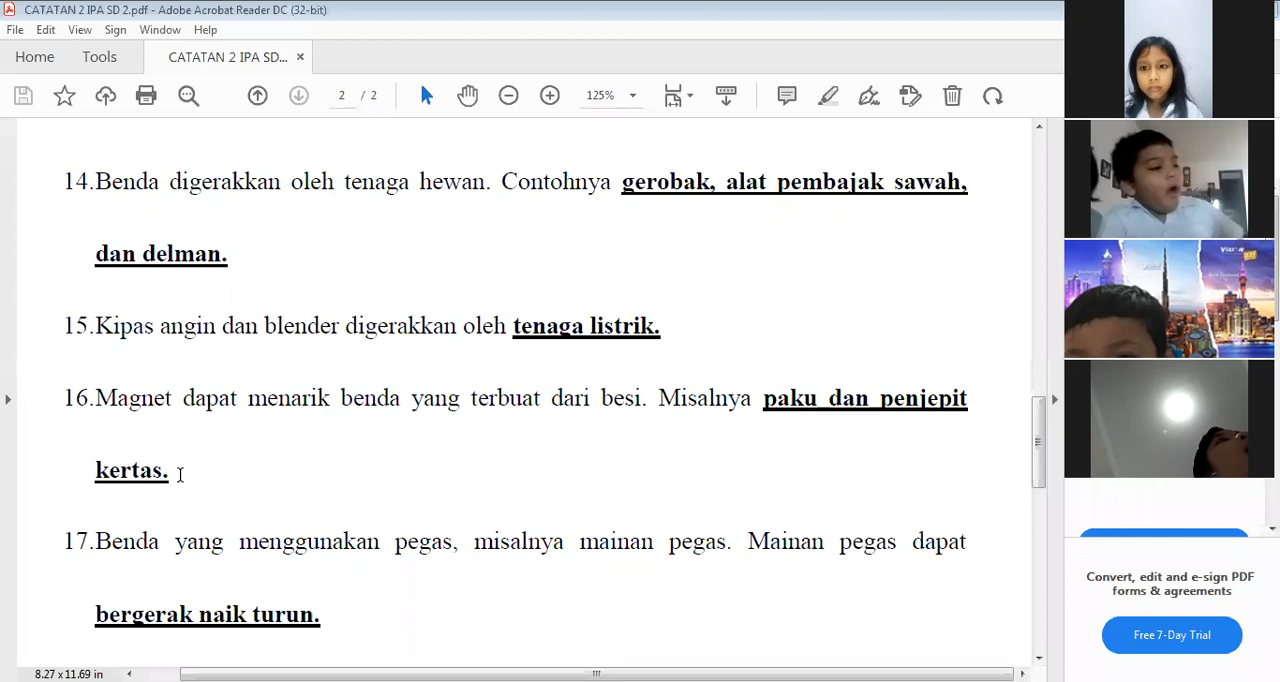 CATATAN 2 IPA SD 2.pdf - Adobe Acrobat Reader DC (32-bit)
File Edit View Sign Window Help
Home Tools CATATAN 2 IPA SD... ×
2 / 2 125%
14.Benda digerakkan oleh tenaga hewan. Contohnya gerobak, alat pembajak sawah,
dan delman.
15.Kipas angin dan blender digerakkan oleh tenaga listrik.
16.Magnet dapat menarik benda yang terbuat dari besi. Misalnya paku dan penjepit
kertas.
17.Benda yang menggunakan pegas, misalnya mainan pegas. Mainan pegas dapat
bergerak naik turun.
8.27 x 11.69 in
Convert, edit and e-sign PDF
forms & agreements
Free 7-Day Trial